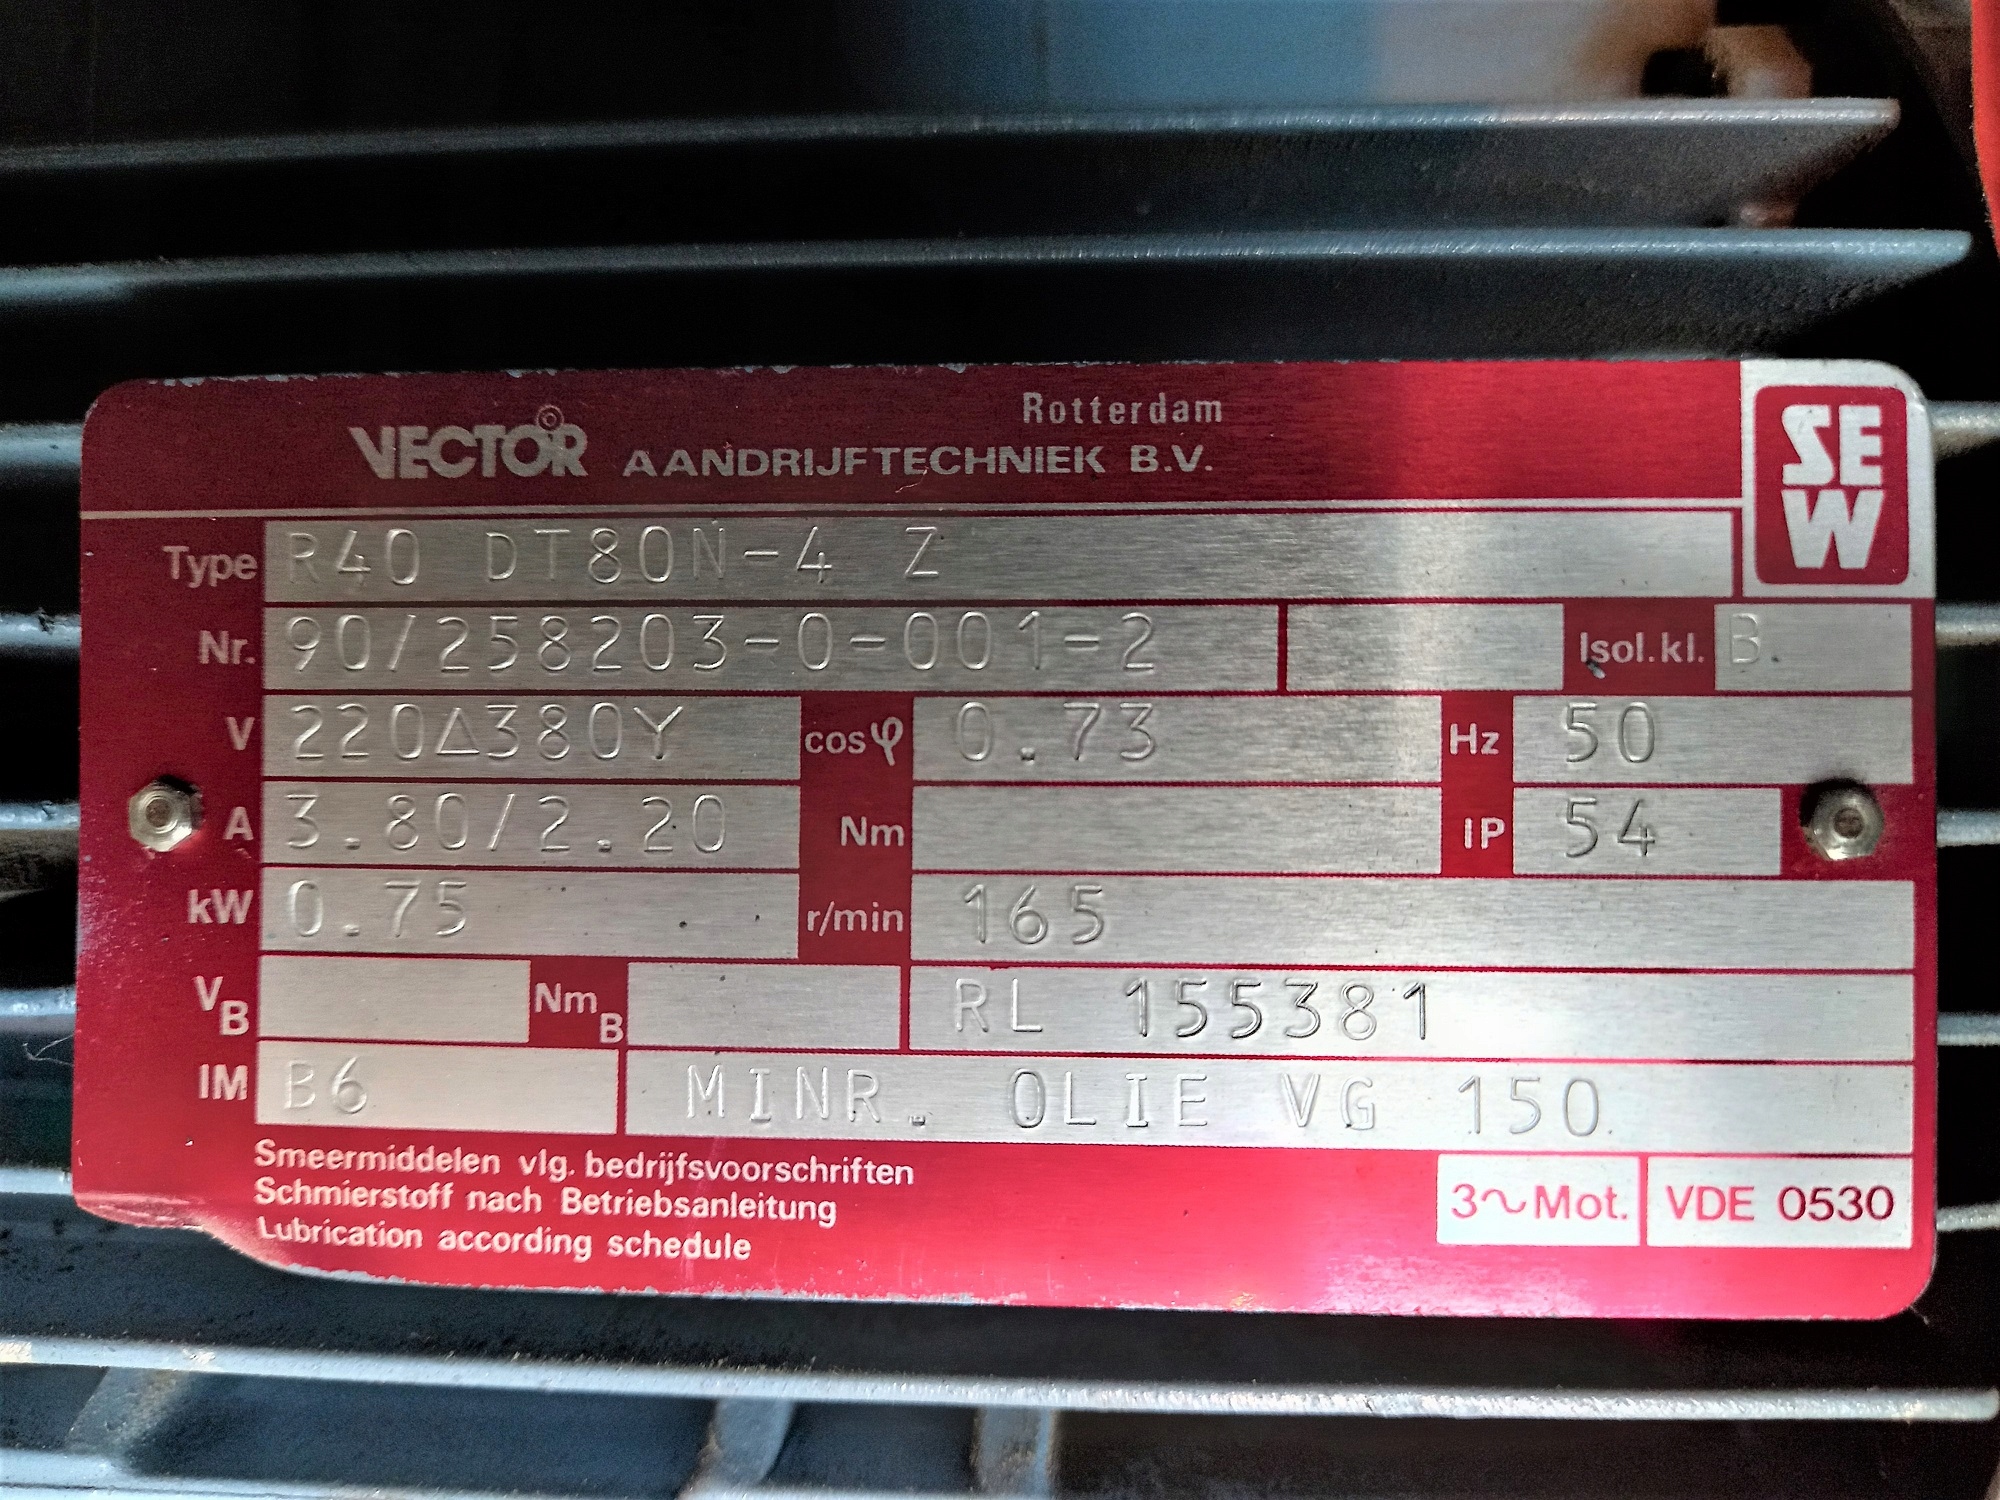 Rotterdam
VECTOR © AANDRIJFTECHNIEK B.V.
SEW
Type R40 DT80N-4 Z
Nr. 90/258203-0-001-2 Isol.kl. B
V 220Δ380Y cosφ 0.73 Hz 50
A 3.80/2.20 Nm IP 54
kW 0.75 r/min 165
VB NmB RL 155381
IM B6 MINR. OLIE VG 150
Smeermiddelen vlg. bedrijfsvoorschriften
Schmierstoff nach Betriebsanleitung
Lubrication according schedule
3~Mot. VDE 0530